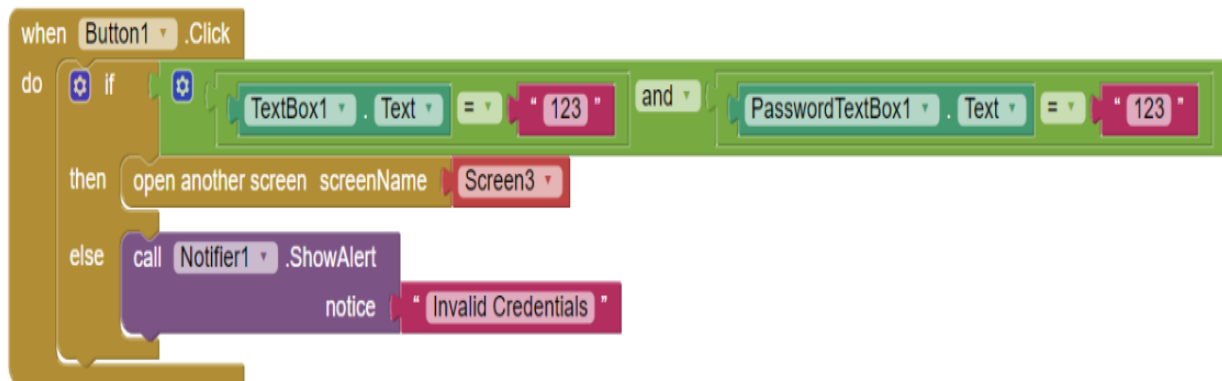 when Button1 .Click
do if TextBox1 . Text = " 123 " and PasswordTextBox1 . Text = " 123 "
then open another screen screenName Screen3
else call Notifier1 .ShowAlert
notice " Invalid Credentials "